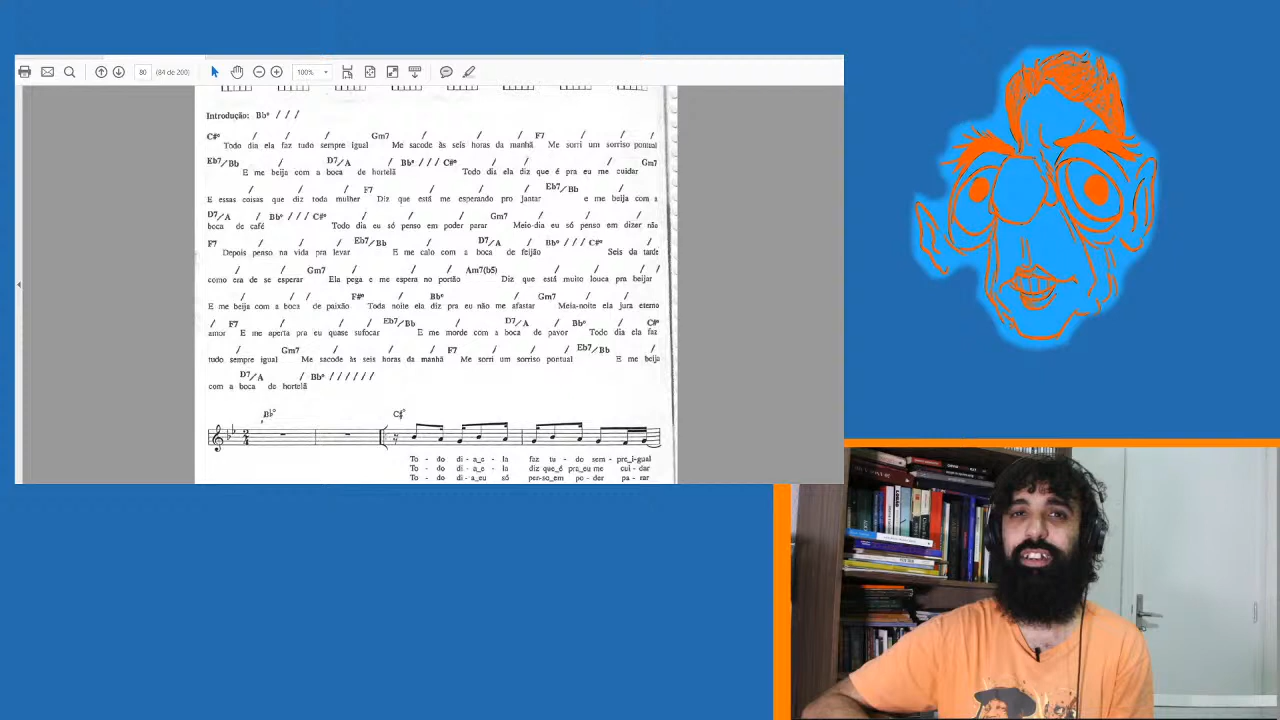 80 (84 de 200) 100%
Introdução: Bb° / / /
C#° / / Gm7 / / / F7 / / /
Todo dia ela faz tudo sempre igual Me sacode às seis horas da manhã Me sorri um sorriso pontual
Eb7/Bb / D7/A / Bb° / / / C#° / / / Gm7
E me beija com a boca de hortelã Todo dia ela diz que é pra eu me cuidar
/ / / F7 / / / Eb7/Bb /
E essas coisas que diz toda mulher Diz que está me esperando pro jantar e me beija com a
D7/A / Bb° / / / C#° / / / Gm7 / / /
boca de café Todo dia eu só penso em poder parar Meio-dia eu só penso em dizer não
F7 / / / Eb7/Bb / D7/A / Bb° / / / C#° /
Depois penso na vida pra levar E me calo com a boca de feijão Seis da tarde
/ / Gm7 / / / Am7(b5) / / / /
como era de se esperar Ela pega e me espera no portão Diz que está muito louca pra beijar
/ / / F#° / / / Bb° / / Gm7 / /
E me beija com a boca de paixão Toda noite ela diz pra eu não me afastar Meia-noite ela jura eterno
/ F7 / / / Eb7/Bb / D7/A / Bb° / / C#°
amor E me aperta pra eu quase sufocar E me morde com a boca de pavor Todo dia ela faz
/ Gm7 / / / F7 / / / Eb7/Bb /
tudo sempre igual Me sacode às seis horas da manhã Me sorri um sorriso pontual E me beija
D7/A / Bb° / / / / / /
com a boca de hortelã
Bb° C#°
2/4
To - do di - a_e - la faz tu - do sem - pre_i-gual
To - do di - a_e - la diz que_é pra_eu me cui - dar
To - do di - a_eu só pen-so_em po - der pa - rar